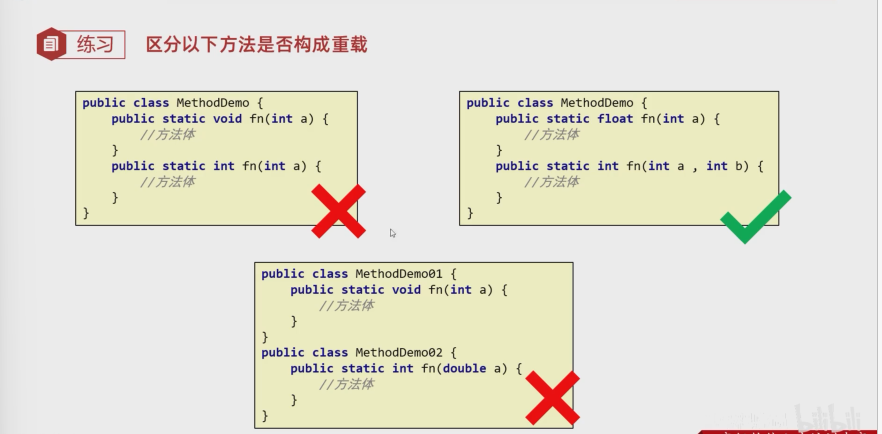 练习
区分以下方法是否构成重载
public class MethodDemo {
public static void fn(int a) {
//方法体
}
public static int fn(int a) {
//方法体
}
}
public class MethodDemo {
public static float fn(int a) {
//方法体
}
public static int fn(int a , int b) {
//方法体
}
}
public class MethodDemo01 {
public static void fn(int a) {
//方法体
}
}
public class MethodDemo02 {
public static int fn(double a) {
//方法体
}
}
bilibili